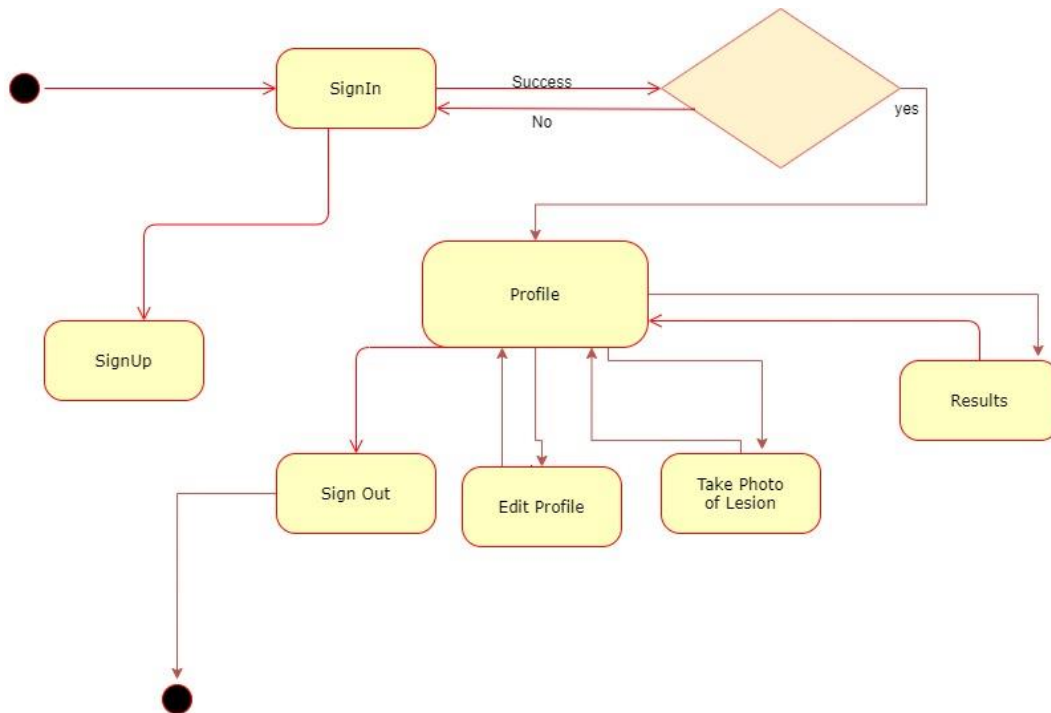 SignIn
Success
No
yes
Profile
SignUp
Results
Sign Out
Edit Profile
Take Photo
of Lesion